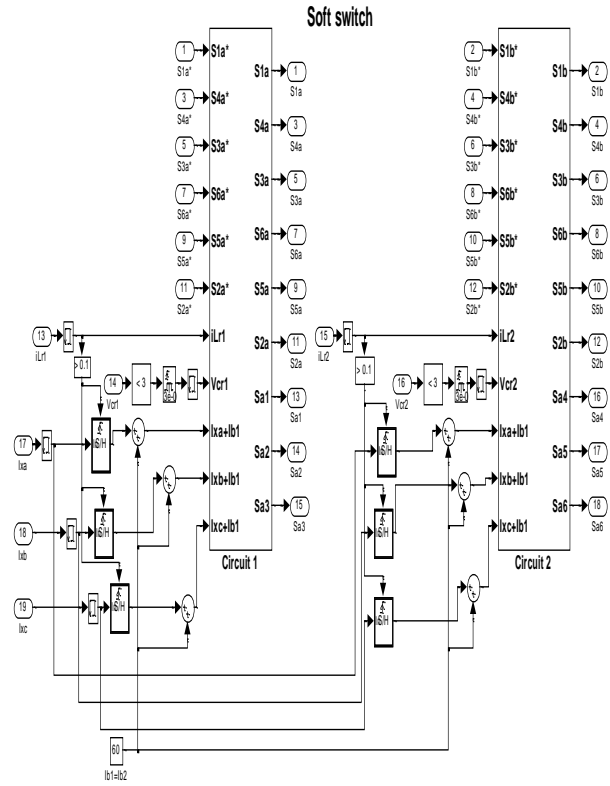 Soft switch
1
S1a*
3
S4a*
5
S3a*
7
S6a*
9
S5a*
11
S2a*
13
iLr1
> 0.1
14
Vcr1
< 3
17
Ixa
18
Ixb
19
Ixc
S/H
S/H
S/H
60
Ib1=Ib2
S1a*
S4a*
S3a*
S6a*
S5a*
S2a*
iLr1
Vcr1
Ixa+Ib1
Ixb+Ib1
Ixc+Ib1
S1a
S4a
S3a
S6a
S5a
S2a
Sa1
Sa2
Sa3
Circuit 1
1
S1a
3
S4a
5
S3a
7
S6a
9
S5a
11
S2a
13
Sa1
14
Sa2
15
Sa3
2
S1b*
4
S4b*
6
S3b*
8
S6b*
10
S5b*
12
S2b*
15
iLr2
> 0.1
16
Vcr2
< 3
S/H
S/H
S/H
S1b*
S4b*
S3b*
S6b*
S5b*
S2b*
iLr2
Vcr2
Ixa+Ib1
Ixb+Ib1
Ixc+Ib1
S1b
S4b
S3b
S6b
S5b
S2b
Sa4
Sa5
Sa6
Circuit 2
2
S1b
4
S4b
6
S3b
8
S6b
10
S5b
12
S2b
16
Sa4
17
Sa5
18
Sa6